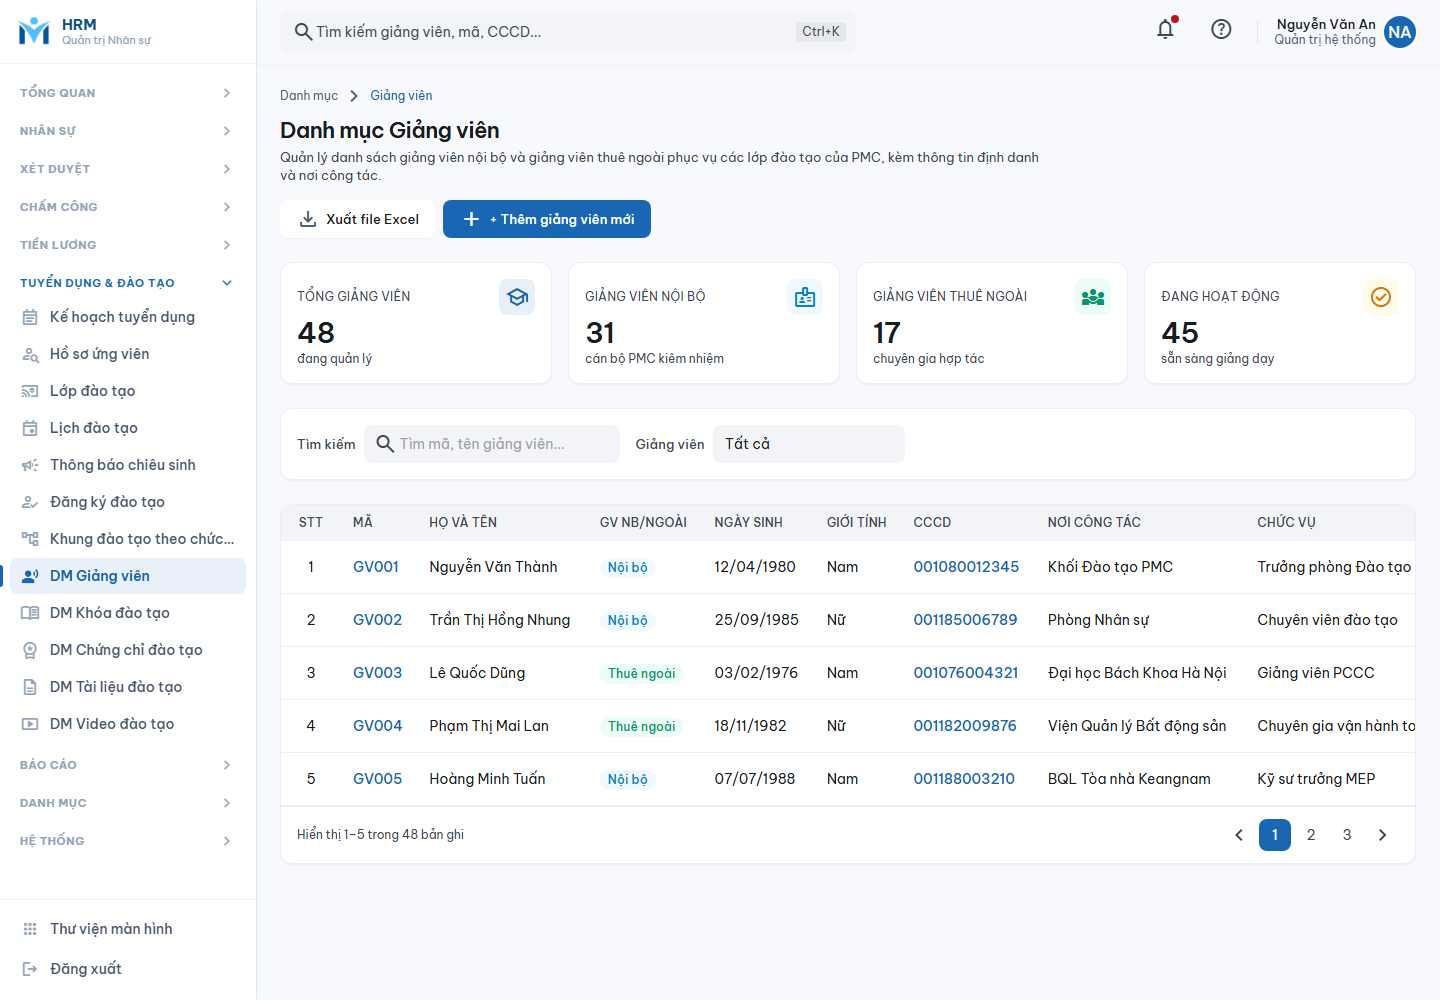 HRM
Quản trị Nhân sự
Tìm kiếm giảng viên, mã, CCCD...
Ctrl+K
Nguyễn Văn An
Quản trị hệ thống
NA
TỔNG QUAN
NHÂN SỰ
XÉT DUYỆT
CHẤM CÔNG
TIỀN LƯƠNG
TUYỂN DỤNG & ĐÀO TẠO
Kế hoạch tuyển dụng
Hồ sơ ứng viên
Lớp đào tạo
Lịch đào tạo
Thông báo chiêu sinh
Đăng ký đào tạo
Khung đào tạo theo chức...
DM Giảng viên
DM Khóa đào tạo
DM Chứng chỉ đào tạo
DM Tài liệu đào tạo
DM Video đào tạo
BÁO CÁO
DANH MỤC
HỆ THỐNG
Thư viện màn hình
Đăng xuất
Danh mục
Giảng viên
Danh mục Giảng viên
Quản lý danh sách giảng viên nội bộ và giảng viên thuê ngoài phục vụ các lớp đào tạo của PMC, kèm thông tin định danh
và nơi công tác.
Xuất file Excel
+ Thêm giảng viên mới
TỔNG GIẢNG VIÊN
48
đang quản lý
GIẢNG VIÊN NỘI BỘ
31
cán bộ PMC kiêm nhiệm
GIẢNG VIÊN THUÊ NGOÀI
17
chuyên gia hợp tác
ĐANG HOẠT ĐỘNG
45
sẵn sàng giảng dạy
Tìm kiếm
Tìm mã, tên giảng viên...
Giảng viên
Tất cả
STT MÃ HỌ VÀ TÊN GV NB/NGOÀI NGÀY SINH GIỚI TÍNH CCCD NƠI CÔNG TÁC CHỨC VỤ
1 GV001 Nguyễn Văn Thành Nội bộ 12/04/1980 Nam 001080012345 Khối Đào tạo PMC Trưởng phòng Đào tạo
2 GV002 Trần Thị Hồng Nhung Nội bộ 25/09/1985 Nữ 001185006789 Phòng Nhân sự Chuyên viên đào tạo
3 GV003 Lê Quốc Dũng Thuê ngoài 03/02/1976 Nam 001076004321 Đại học Bách Khoa Hà Nội Giảng viên PCCC
4 GV004 Phạm Thị Mai Lan Thuê ngoài 18/11/1982 Nữ 001182009876 Viện Quản lý Bất động sản Chuyên gia vận hành to
5 GV005 Hoàng Minh Tuấn Nội bộ 07/07/1988 Nam 001188003210 BQL Tòa nhà Keangnam Kỹ sư trưởng MEP
Hiển thị 1–5 trong 48 bản ghi
1 2 3